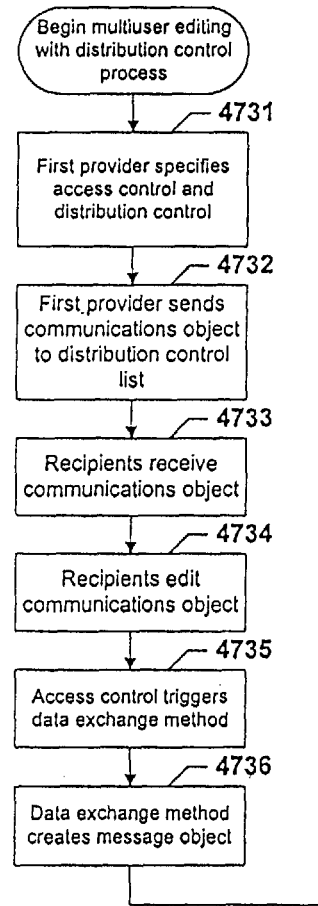 Begin multiuser editing
with distribution control
process
4731
First provider specifies
access control and
distribution control
4732
First provider sends
communications object
to distribution control
list
4733
Recipients receive
communications object
4734
Recipients edit
communications object
4735
Access control triggers
data exchange method
4736
Data exchange method
creates message object